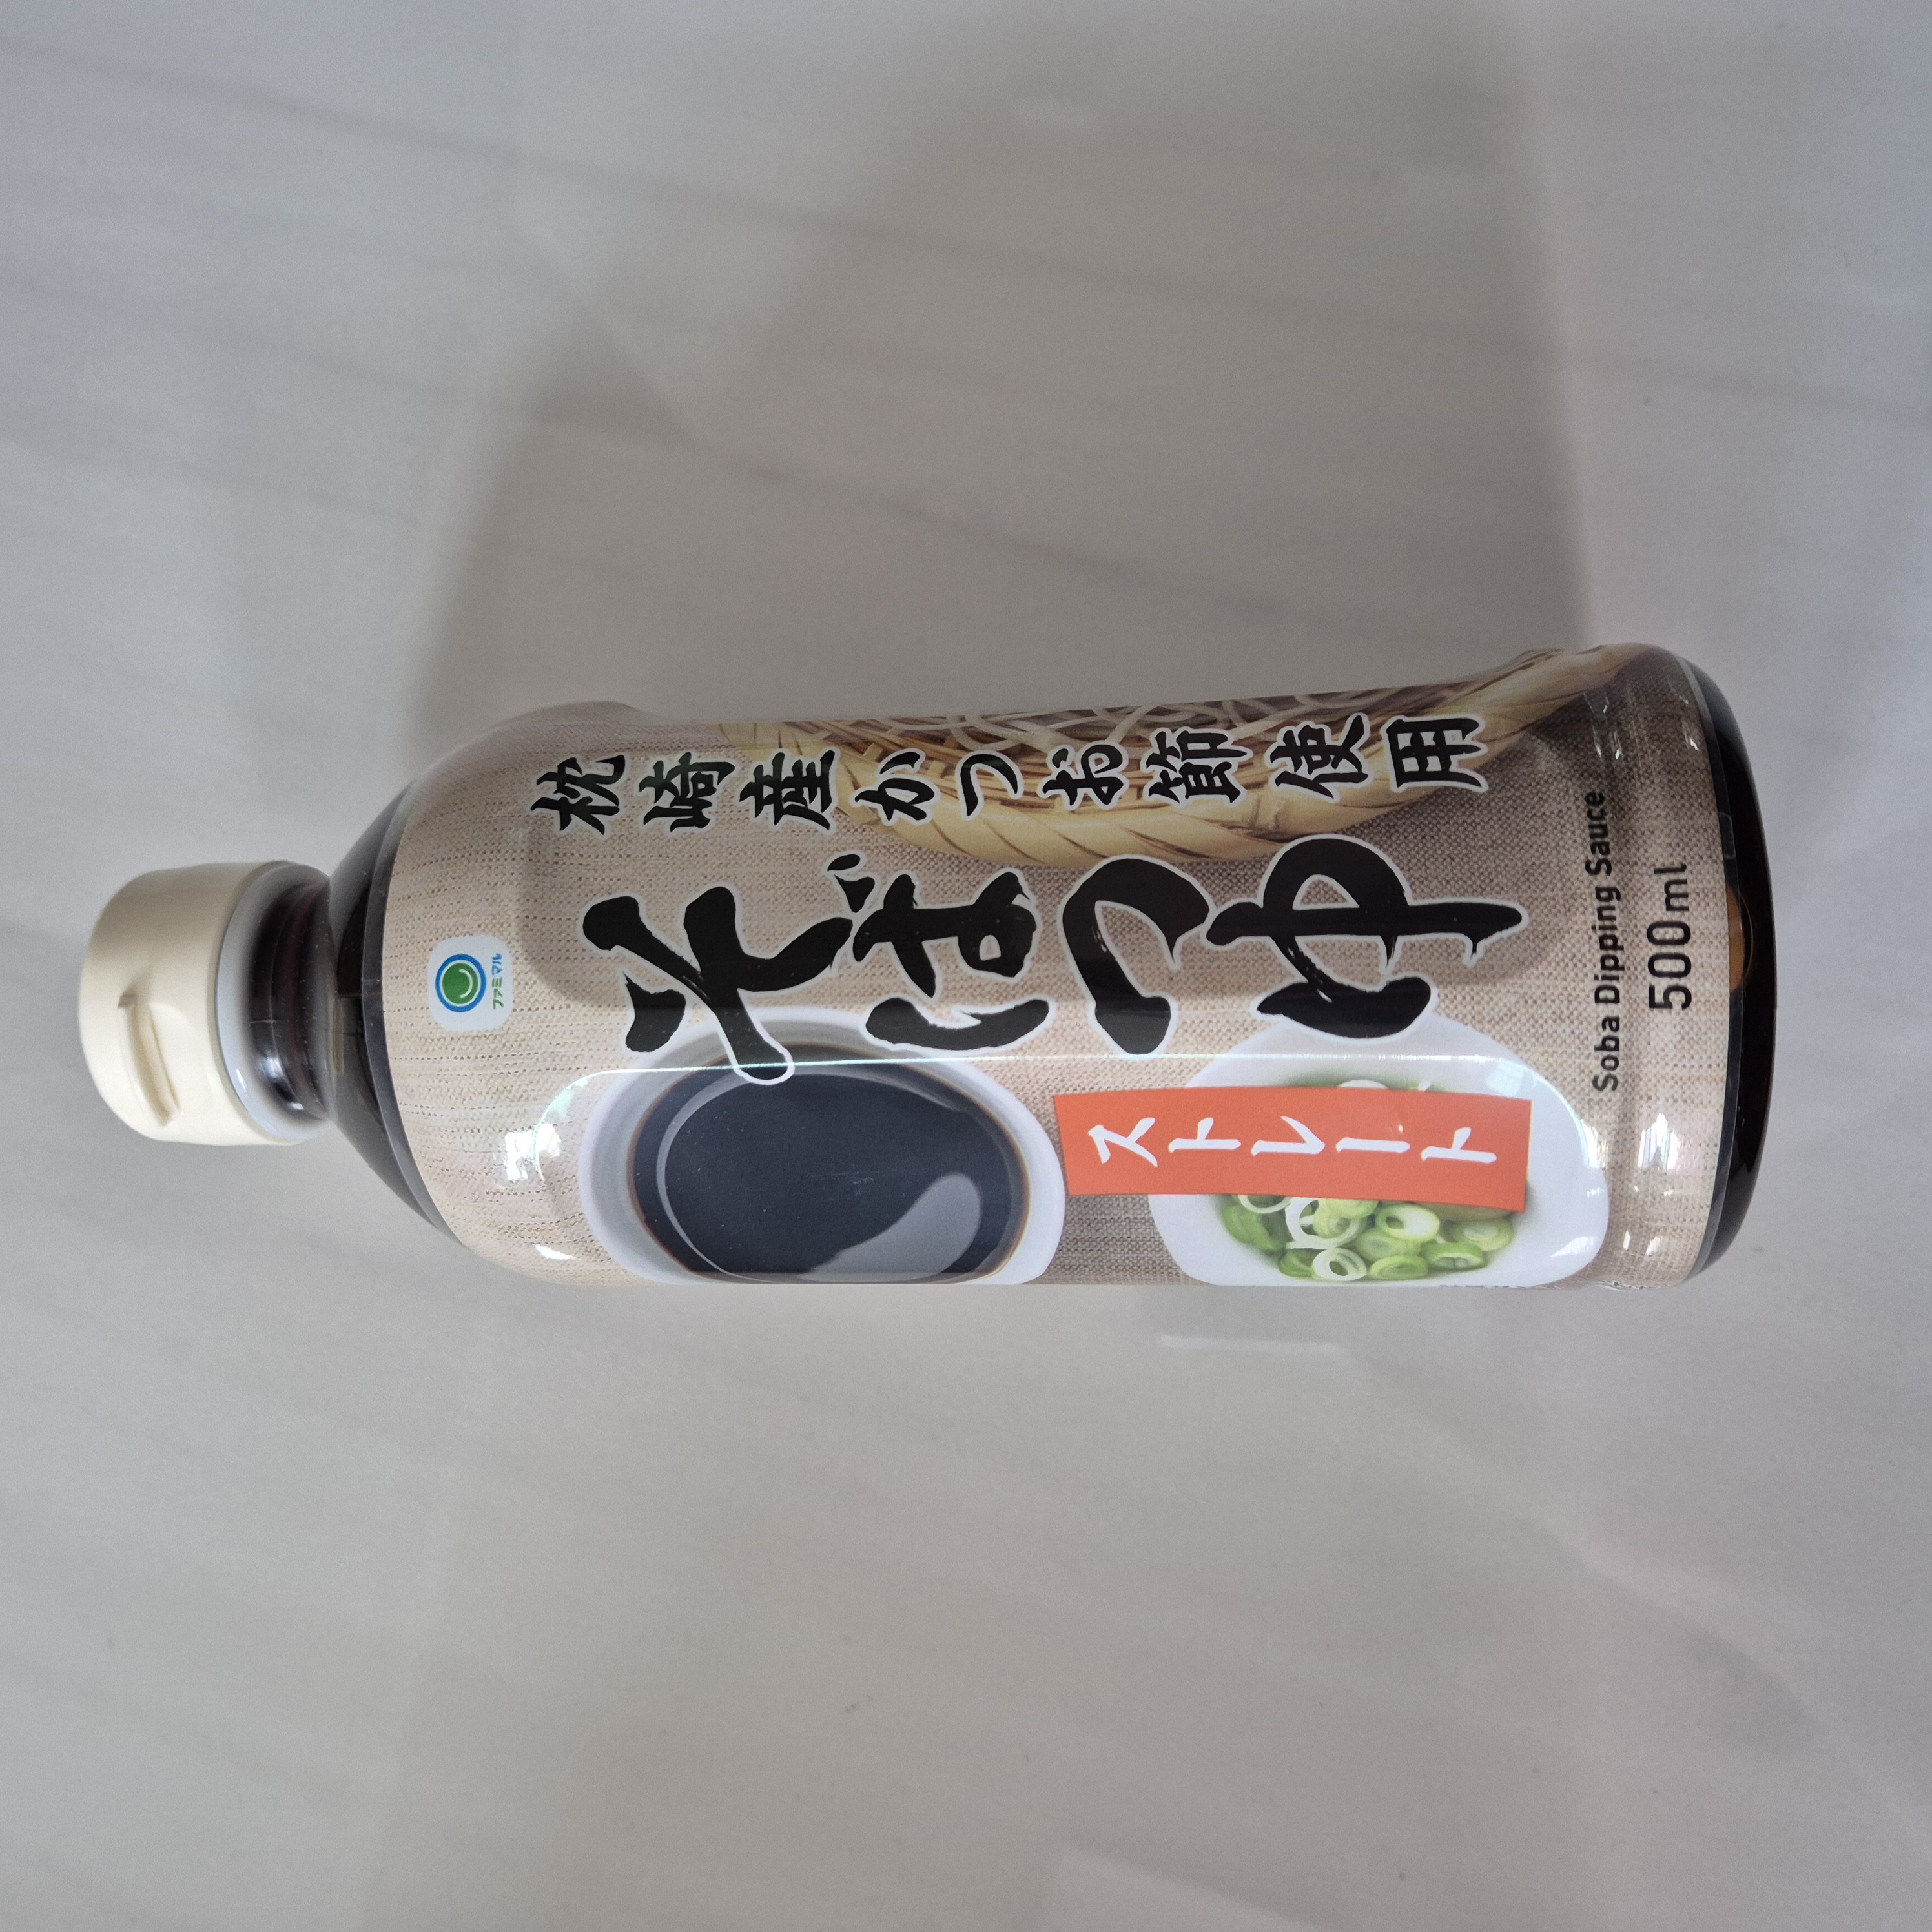 ファミマル
枕崎産かつお節使用
そばつゆ
ストレート
Soba Dipping Sauce
500ml